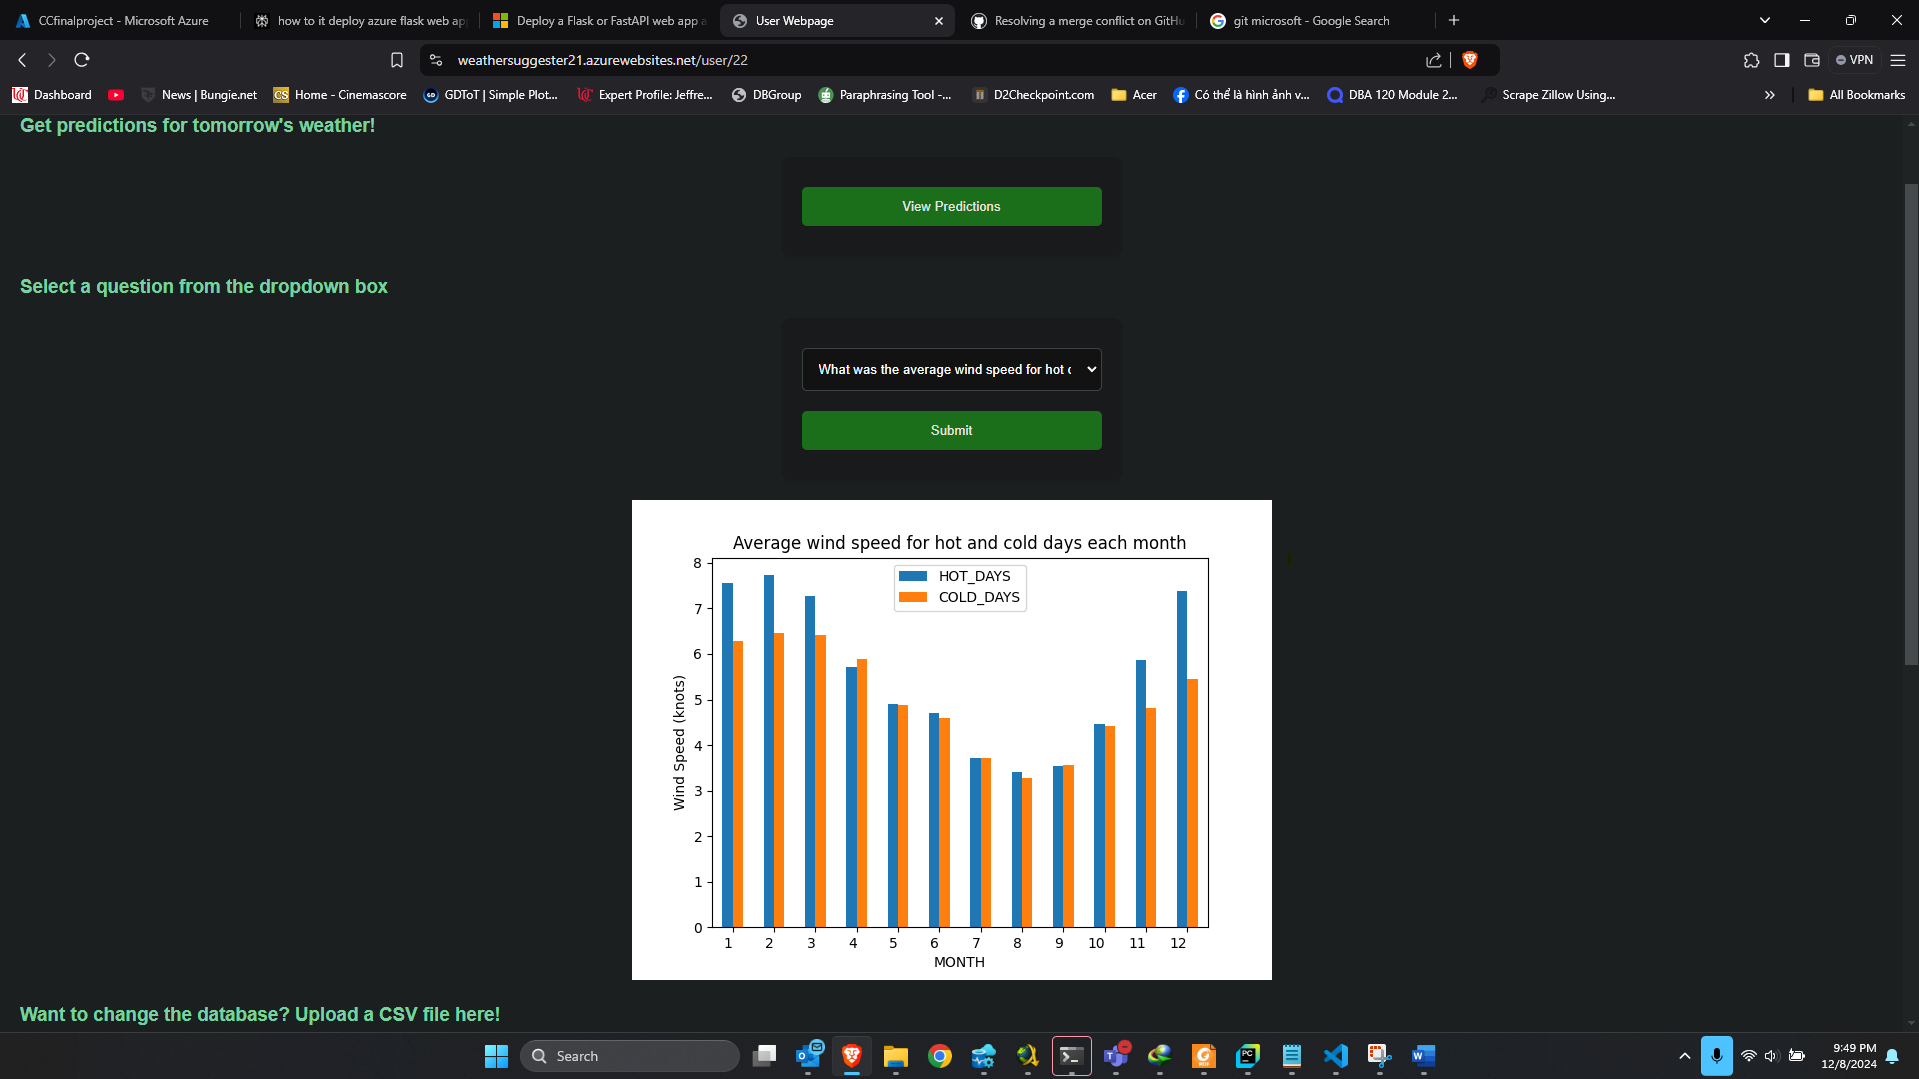 CCfinalproject - Microsoft Azure
how to it deploy azure flask web ap
Deploy a Flask or FastAPI web app a
User Webpage
Resolving a merge conflict on GitHu
git microsoft - Google Search
weathersuggester21.azurewebsites.net/user/22
VPN
Dashboard
News | Bungie.net
Home - Cinemascore
GDToT | Simple Plot...
Expert Profile: Jeffre...
DBGroup
Paraphrasing Tool -...
D2Checkpoint.com
Acer
Có thể là hình ảnh v...
DBA 120 Module 2...
Scrape Zillow Using...
All Bookmarks
Get predictions for tomorrow's weather!
View Predictions
Select a question from the dropdown box
What was the average wind speed for hot c
Submit
Average wind speed for hot and cold days each month
HOT_DAYS
COLD_DAYS
8
7
6
5
4
3
2
1
0
Wind Speed (knots)
1 2 3 4 5 6 7 8 9 10 11 12
MONTH
Want to change the database? Upload a CSV file here!
Search
9:49 PM
12/8/2024